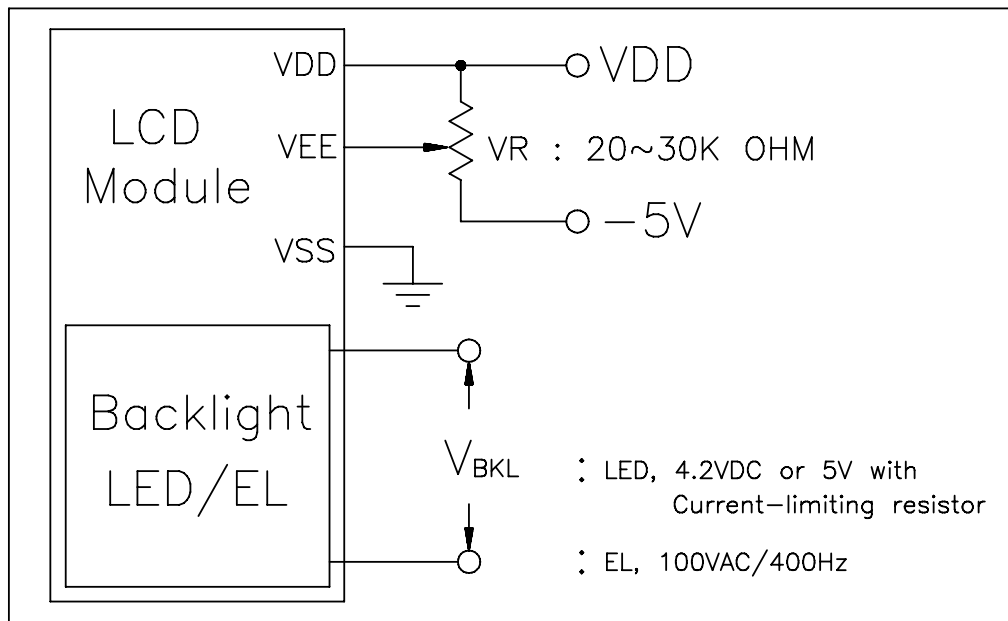 VDD
VDD
LCD
Module
VEE
VR : 20~30K OHM
-5V
VSS
Backlight
LED/EL
VBKL
: LED, 4.2VDC or 5V with
Current-limiting resistor
: EL, 100VAC/400Hz